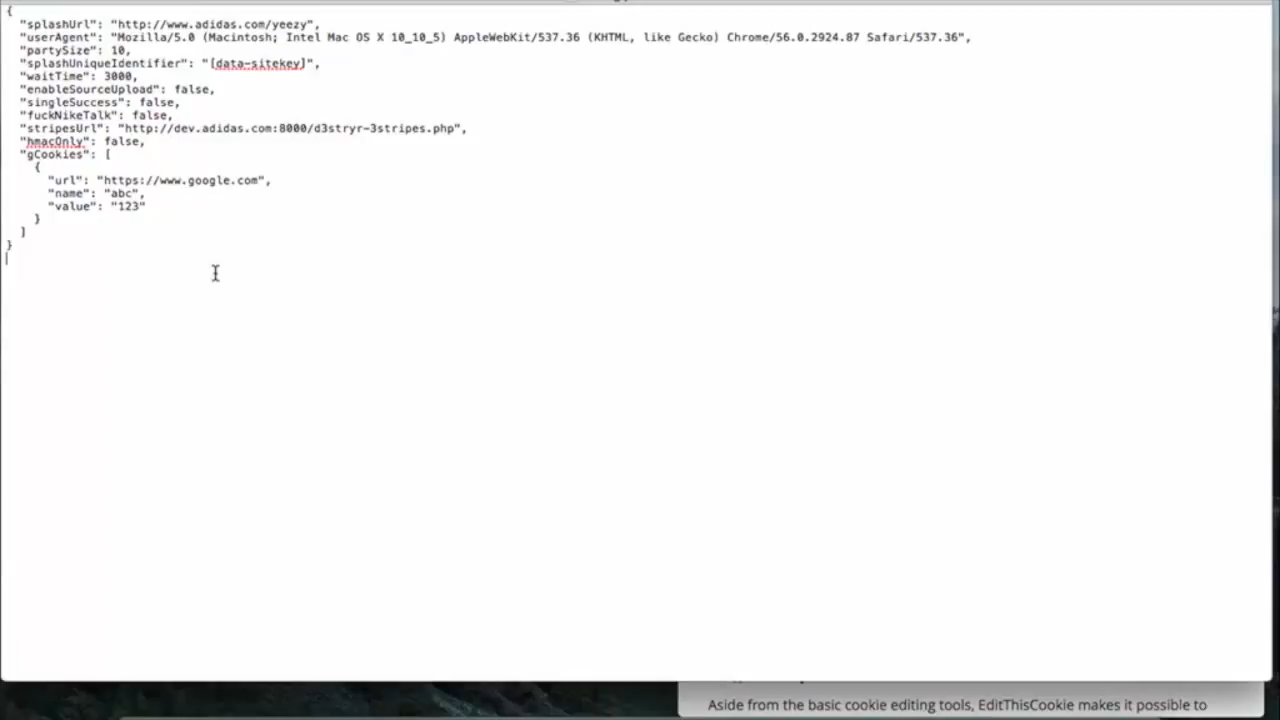 {
"splashUrl": "http://www.adidas.com/yeezy",
"userAgent": "Mozilla/5.0 (Macintosh; Intel Mac OS X 10_10_5) AppleWebKit/537.36 (KHTML, like Gecko) Chrome/56.0.2924.87 Safari/537.36",
"partySize": 10,
"splashUniqueIdentifier": "[data-sitekey]",
"waitTime": 3000,
"enableSourceUpload": false,
"singleSuccess": false,
"fuckNikeTalk": false,
"stripesUrl": "http://dev.adidas.com:8000/d3stryr-3stripes.php",
"hmacOnly": false,
"gCookies": [
{
"url": "https://www.google.com",
"name": "abc",
"value": "123"
}
]
}
Aside from the basic cookie editing tools, EditThisCookie makes it possible to